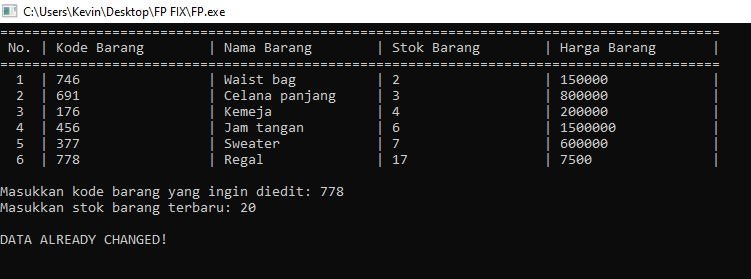 C:\Users\Kevin\Desktop\FP FIX\FP.exe
==========================================================================================
 No. | Kode Barang        | Nama Barang        | Stok Barang        | Harga Barang       |
==========================================================================================
  1  | 746                | Waist bag          | 2                  | 150000             |
  2  | 691                | Celana panjang     | 3                  | 800000             |
  3  | 176                | Kemeja             | 4                  | 200000             |
  4  | 456                | Jam tangan         | 6                  | 1500000            |
  5  | 377                | Sweater            | 7                  | 600000             |
  6  | 778                | Regal              | 17                 | 7500               |
Masukkan kode barang yang ingin diedit: 778
Masukkan stok barang terbaru: 20
DATA ALREADY CHANGED!